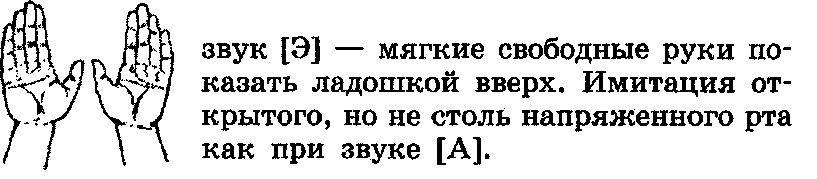 звук [Э] — мягкие свободные руки по-
казать ладошкой вверх. Имитация от-
крытого, но не столь напряженного рта
как при звуке [А].